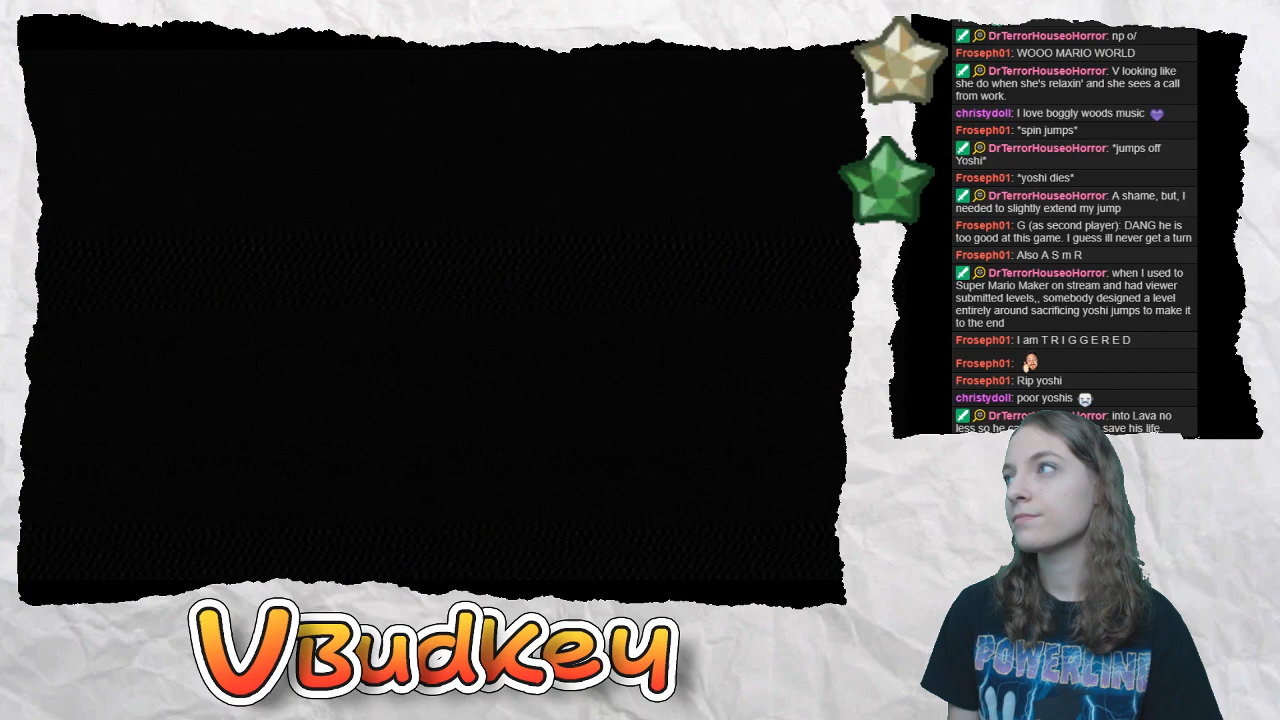 DrTerrorHouseoHorror: np o/
Froseph01: WOOO MARIO WORLD
DrTerrorHouseoHorror: V looking like
she do when she's relaxin' and she sees a call
from work.
christydoll: I love boggly woods music
Froseph01: *spin jumps*
DrTerrorHouseoHorror: *jumps off
Yoshi*
Froseph01: *yoshi dies*
DrTerrorHouseoHorror: A shame, but, I
needed to slightly extend my jump
Froseph01: G (as second player): DANG he is
too good at this game. I guess ill never get a turn
Froseph01: Also A S m R
DrTerrorHouseoHorror: when I used to
Super Mario Maker on stream and had viewer
submitted levels,, somebody designed a level
entirely around sacrificing yoshi jumps to make it
to the end
Froseph01: I am T R I G G E R E D
Froseph01:
Froseph01: Rip yoshi
christydoll: poor yoshis
Horror: into Lava no
less so he save his life.
VBudkey
POWERLINE